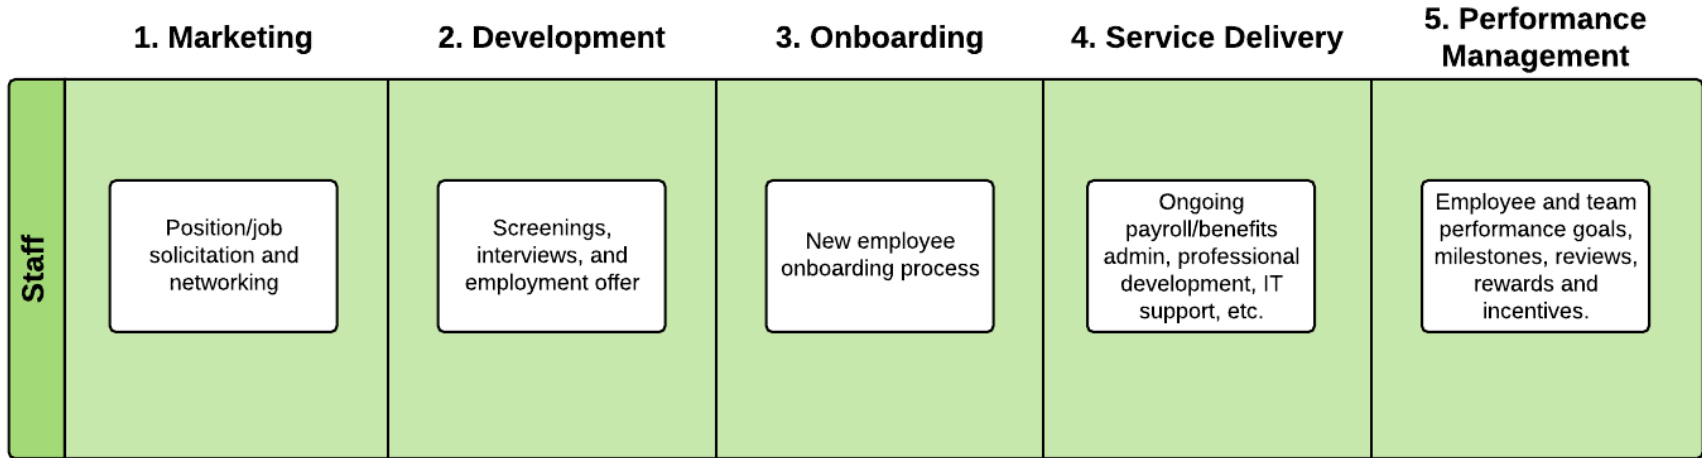 1. Marketing
2. Development
3. Onboarding
4. Service Delivery
5. Performance
Management
Staff
Position/job
solicitation and
networking
Screenings,
interviews, and
employment offer
New employee
onboarding process
Ongoing
payroll/benefits
admin, professional
development, IT
support, etc.
Employee and team
performance goals,
milestones, reviews,
rewards and
incentives.